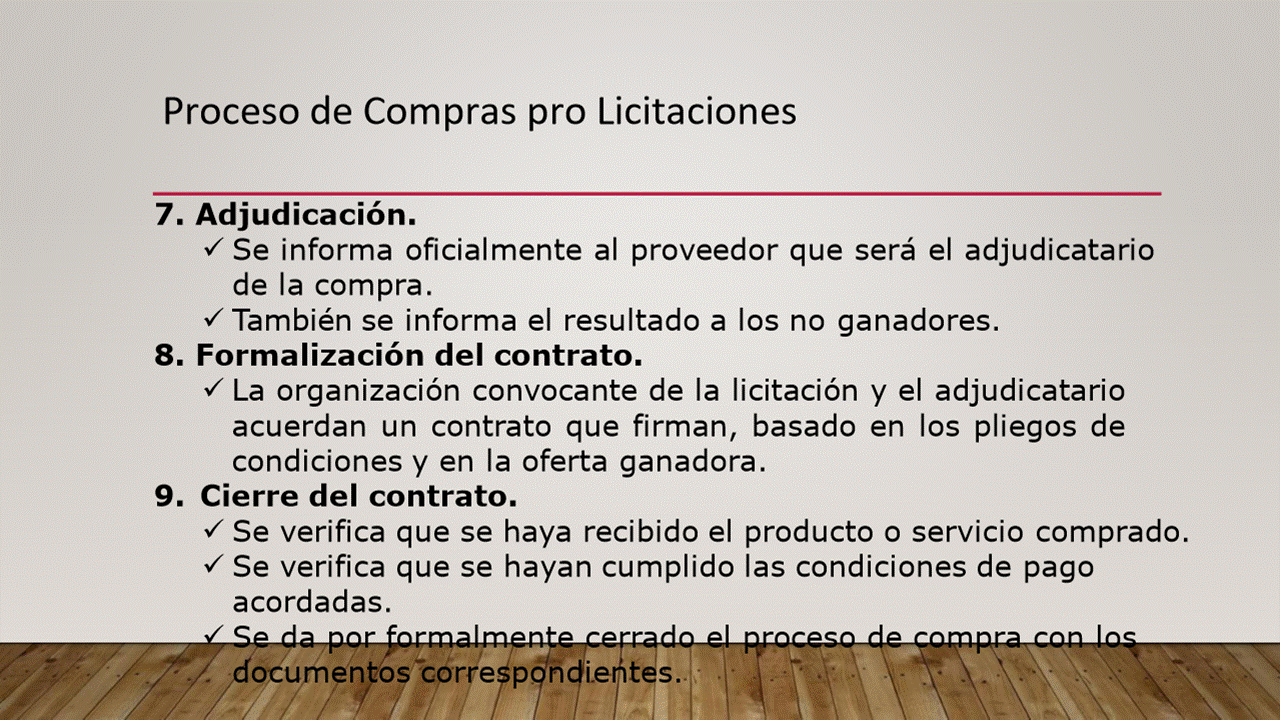 Proceso de Compras pro Licitaciones
7. Adjudicación.
✓ Se informa oficialmente al proveedor que será el adjudicatario
de la compra.
✓ También se informa el resultado a los no ganadores.
8. Formalización del contrato.
✓ La organización convocante de la licitación y el adjudicatario
acuerdan un contrato que firman, basado en los pliegos de
condiciones y en la oferta ganadora.
9. Cierre del contrato.
✓ Se verifica que se haya recibido el producto o servicio comprado.
✓ Se verifica que se hayan cumplido las condiciones de pago
acordadas.
✓ Se da por formalmente cerrado el proceso de compra con los
documentos correspondientes.